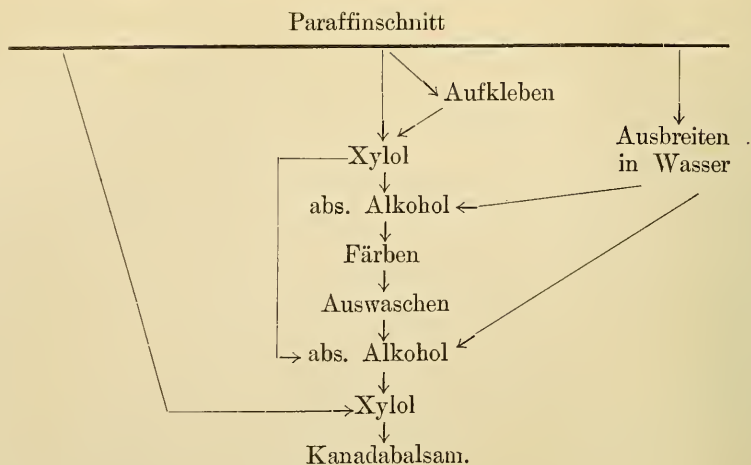 Paraffinschnitt
Aufkleben
Ausbreiten
in Wasser
Xylol
abs. Alkohol
Färben
Auswaschen
abs. Alkohol
Xylol
Kanadabalsam.